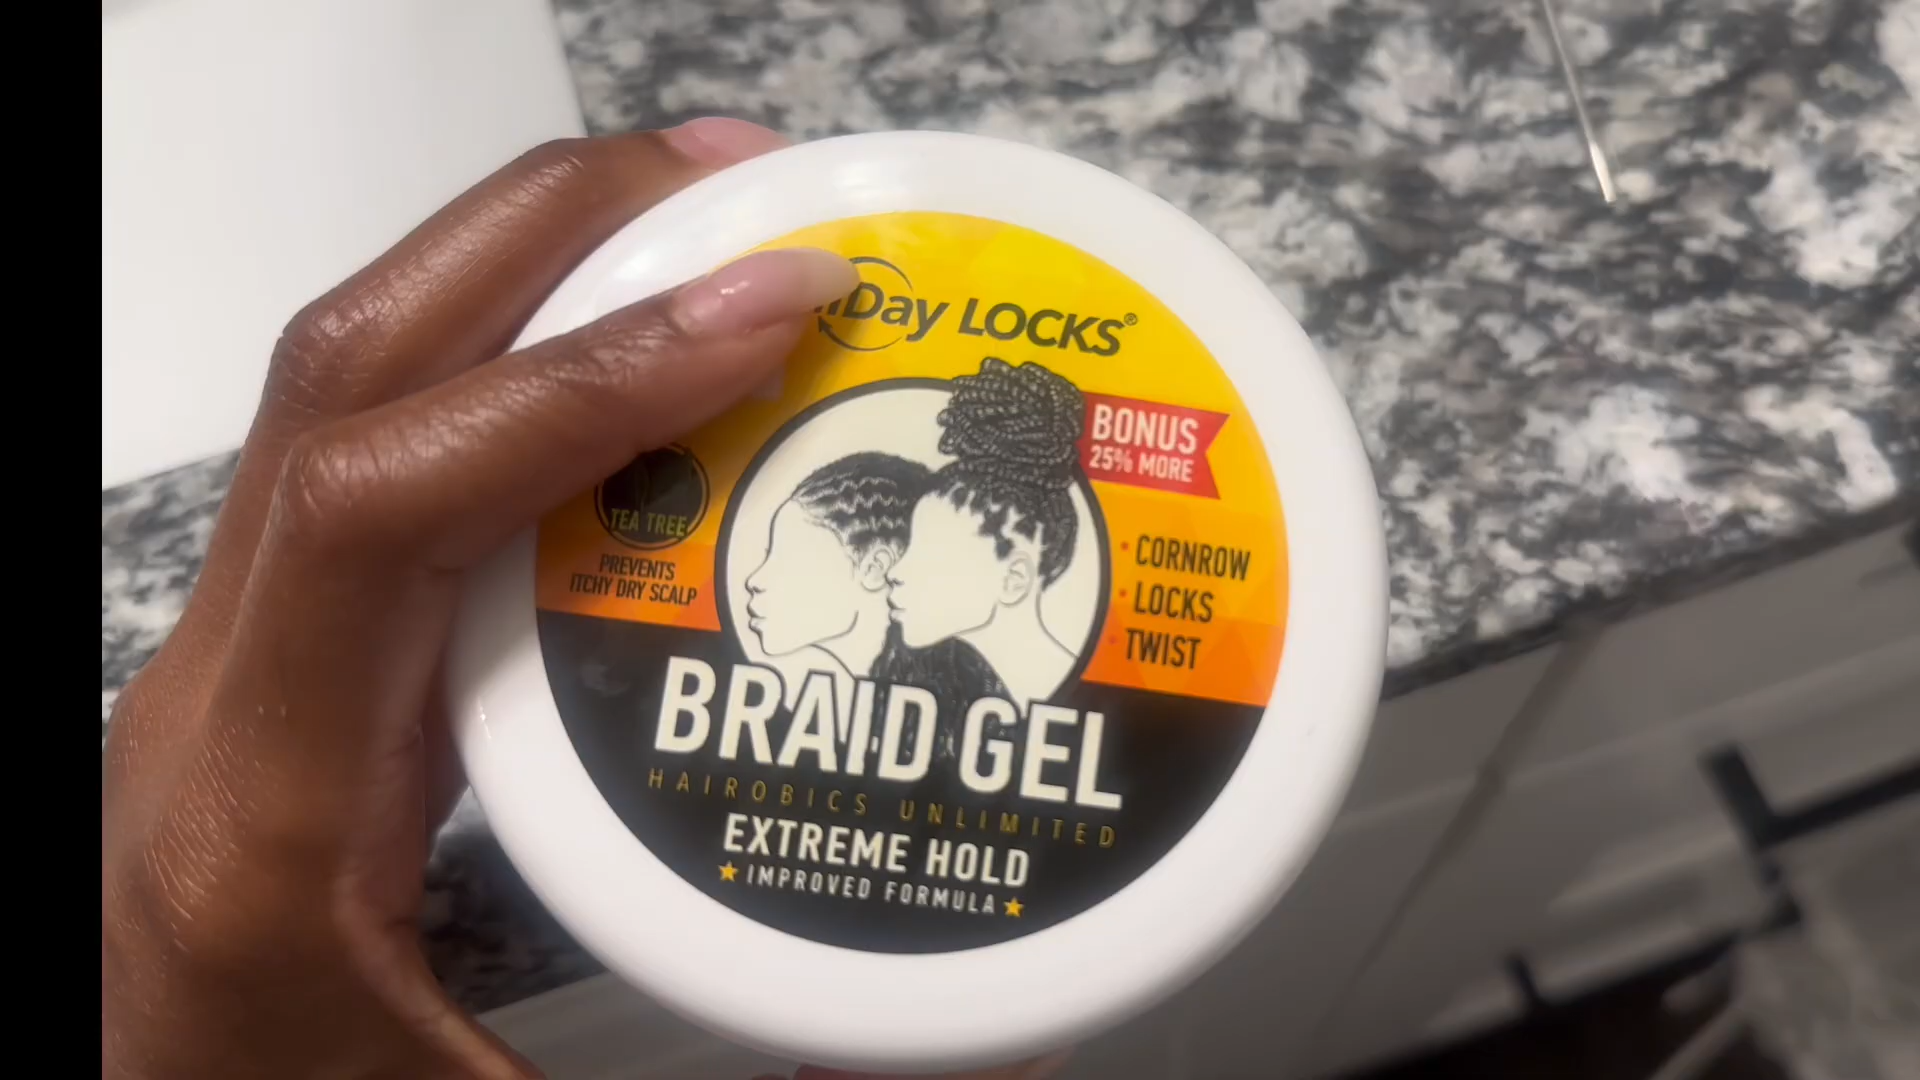 Day LOCKS®
BONUS
25% MORE
TEA TREE
PREVENTS
ITCHY DRY SCALP
• CORNROW
• LOCKS
• TWIST
BRAID GEL
HAIROBICS UNLIMITED
EXTREME HOLD
★ IMPROVED FORMULA ★